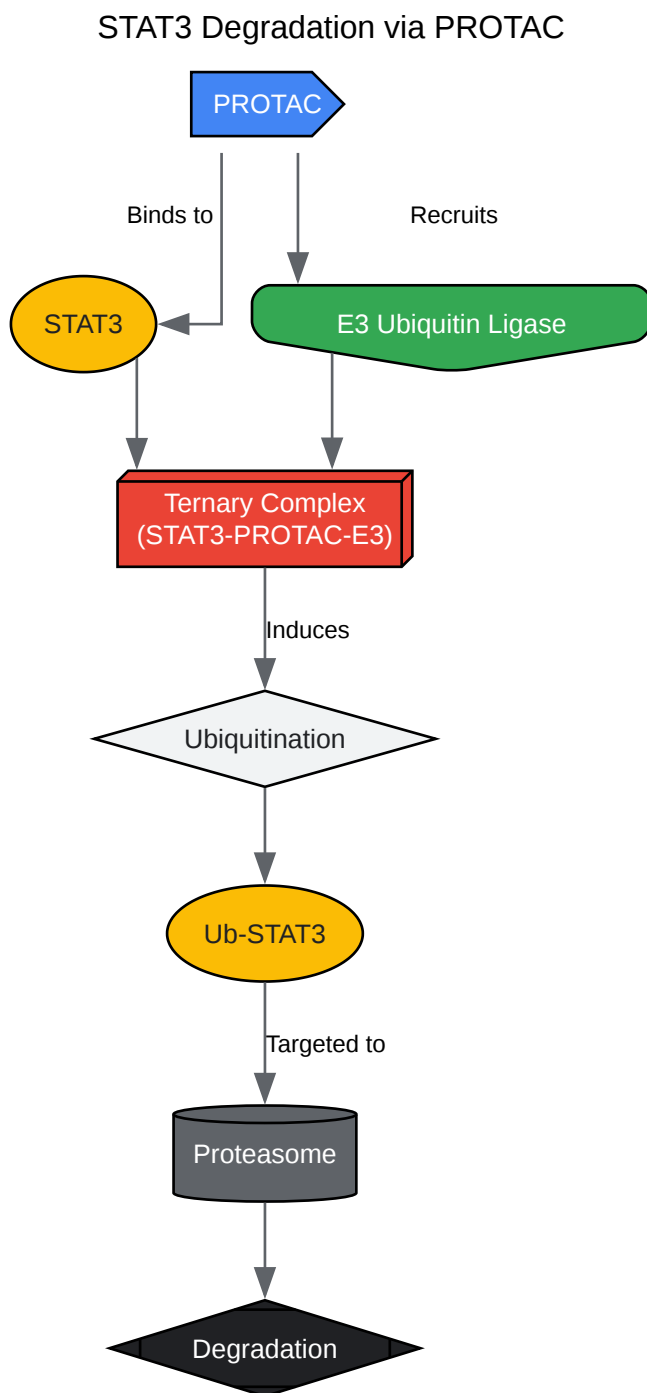 STAT3 Degradation via PROTAC
PROTAC
Binds to
Recruits
STAT3
E3 Ubiquitin Ligase
Ternary Complex
(STAT3-PROTAC-E3)
Induces
Ubiquitination
Ub-STAT3
Targeted to
Proteasome
Degradation